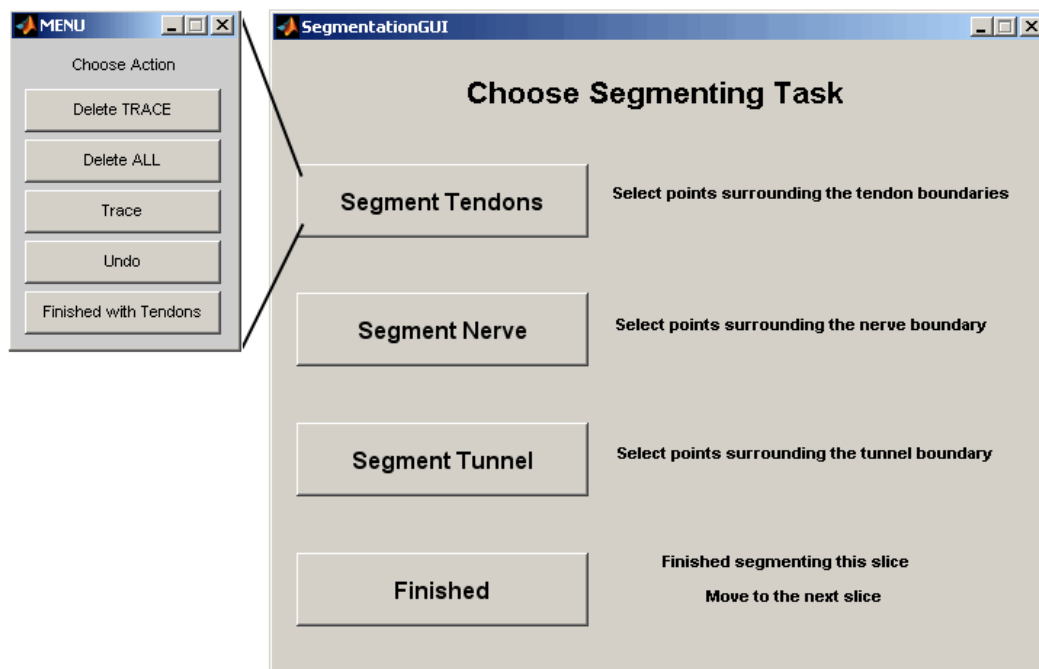 MENU
Choose Action
Delete TRACE
Delete ALL
Trace
Undo
Finished with Tendons
SegmentationGUI
Choose Segmenting Task
Segment Tendons
Select points surrounding the tendon boundaries
Segment Nerve
Select points surrounding the nerve boundary
Segment Tunnel
Select points surrounding the tunnel boundary
Finished
Finished segmenting this slice
Move to the next slice